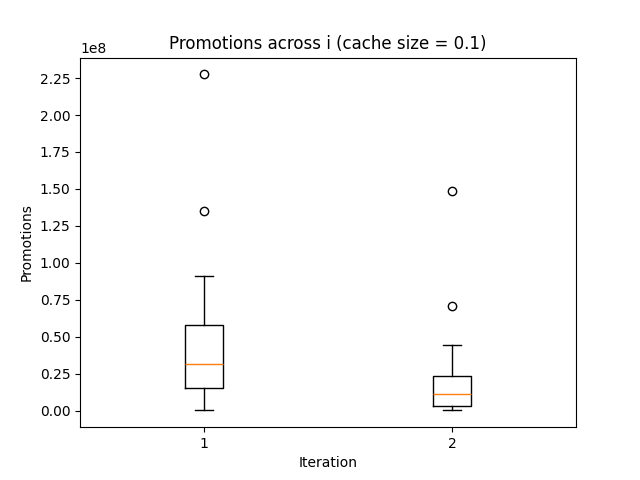 Promotions across i (cache size = 0.1)
1e8
2.25
2.00
1.75
1.50
1.25
1.00
0.75
0.50
0.25
0.00
Promotions
1 2
Iteration